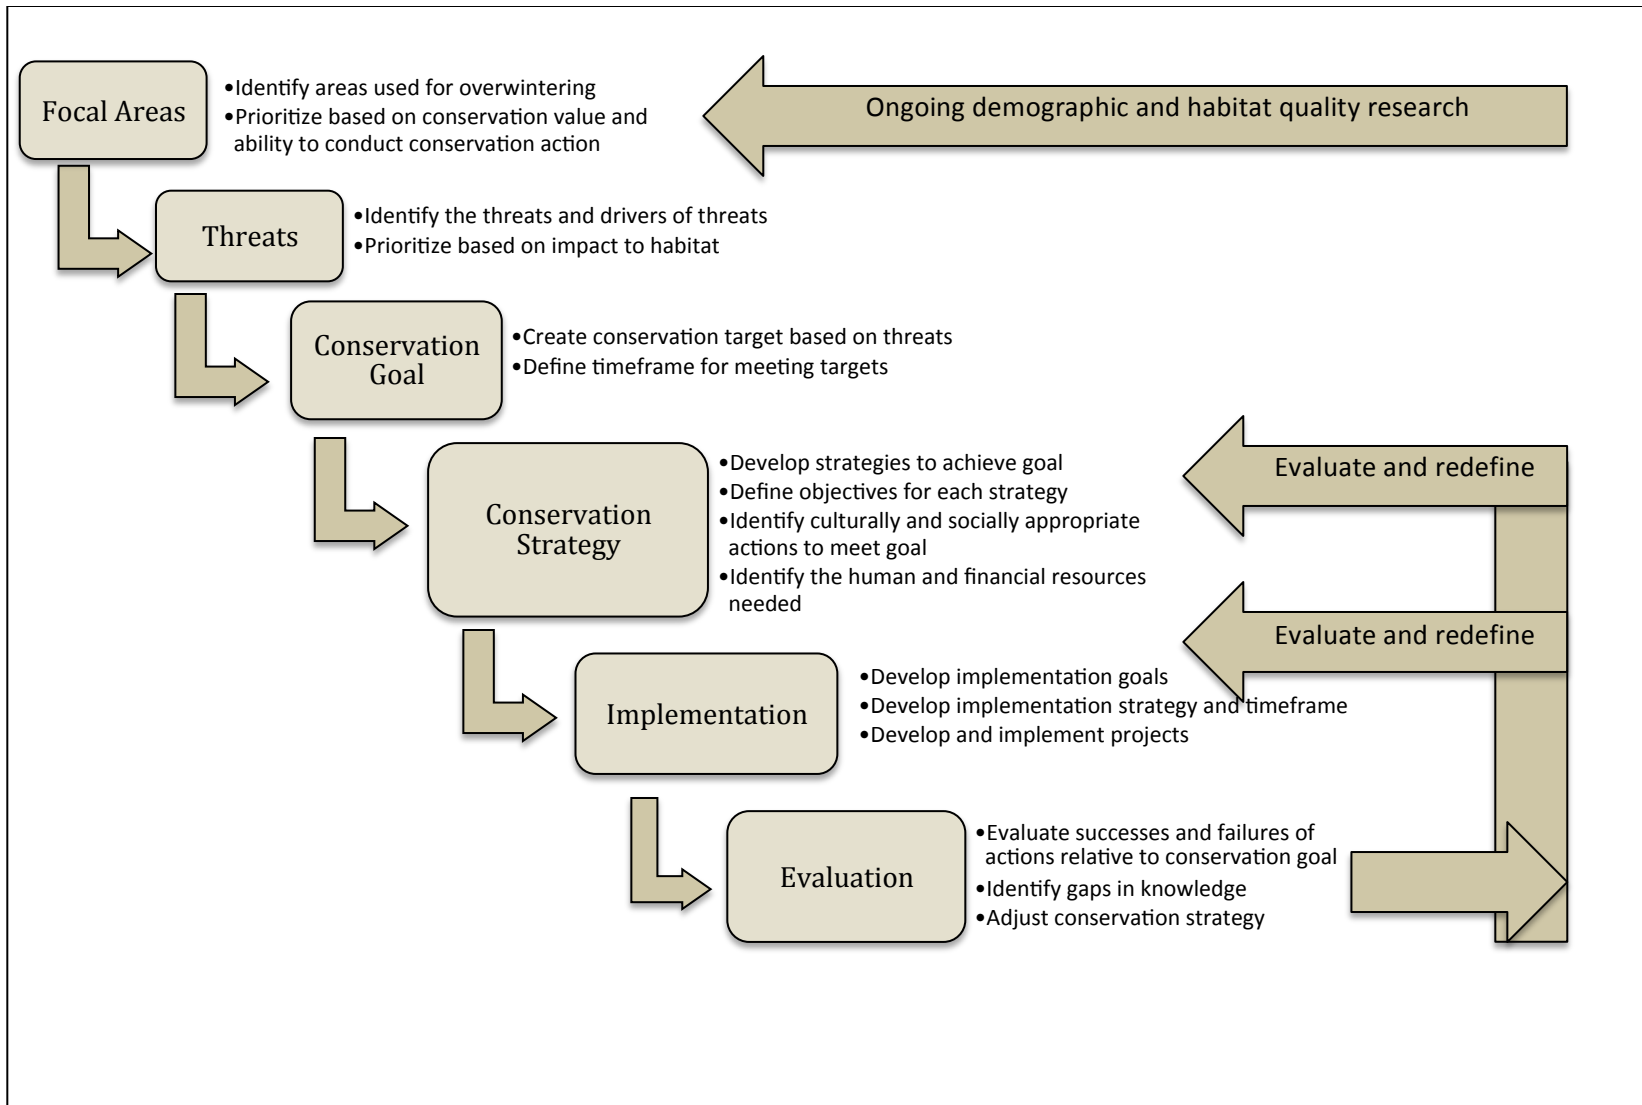 Focal Areas
•Identify areas used for overwintering
•Prioritize based on conservation value and
ability to conduct conservation action
Ongoing demographic and habitat quality research
Threats
•Identify the threats and drivers of threats
•Prioritize based on impact to habitat
Conservation
Goal
•Create conservation target based on threats
•Define timeframe for meeting targets
Conservation
Strategy
•Develop strategies to achieve goal
•Define objectives for each strategy
•Identify culturally and socially appropriate
actions to meet goal
•Identify the human and financial resources
needed
Evaluate and redefine
Evaluate and redefine
Implementation
•Develop implementation goals
•Develop implementation strategy and timeframe
•Develop and implement projects
Evaluation
•Evaluate successes and failures of
actions relative to conservation goal
•Identify gaps in knowledge
•Adjust conservation strategy